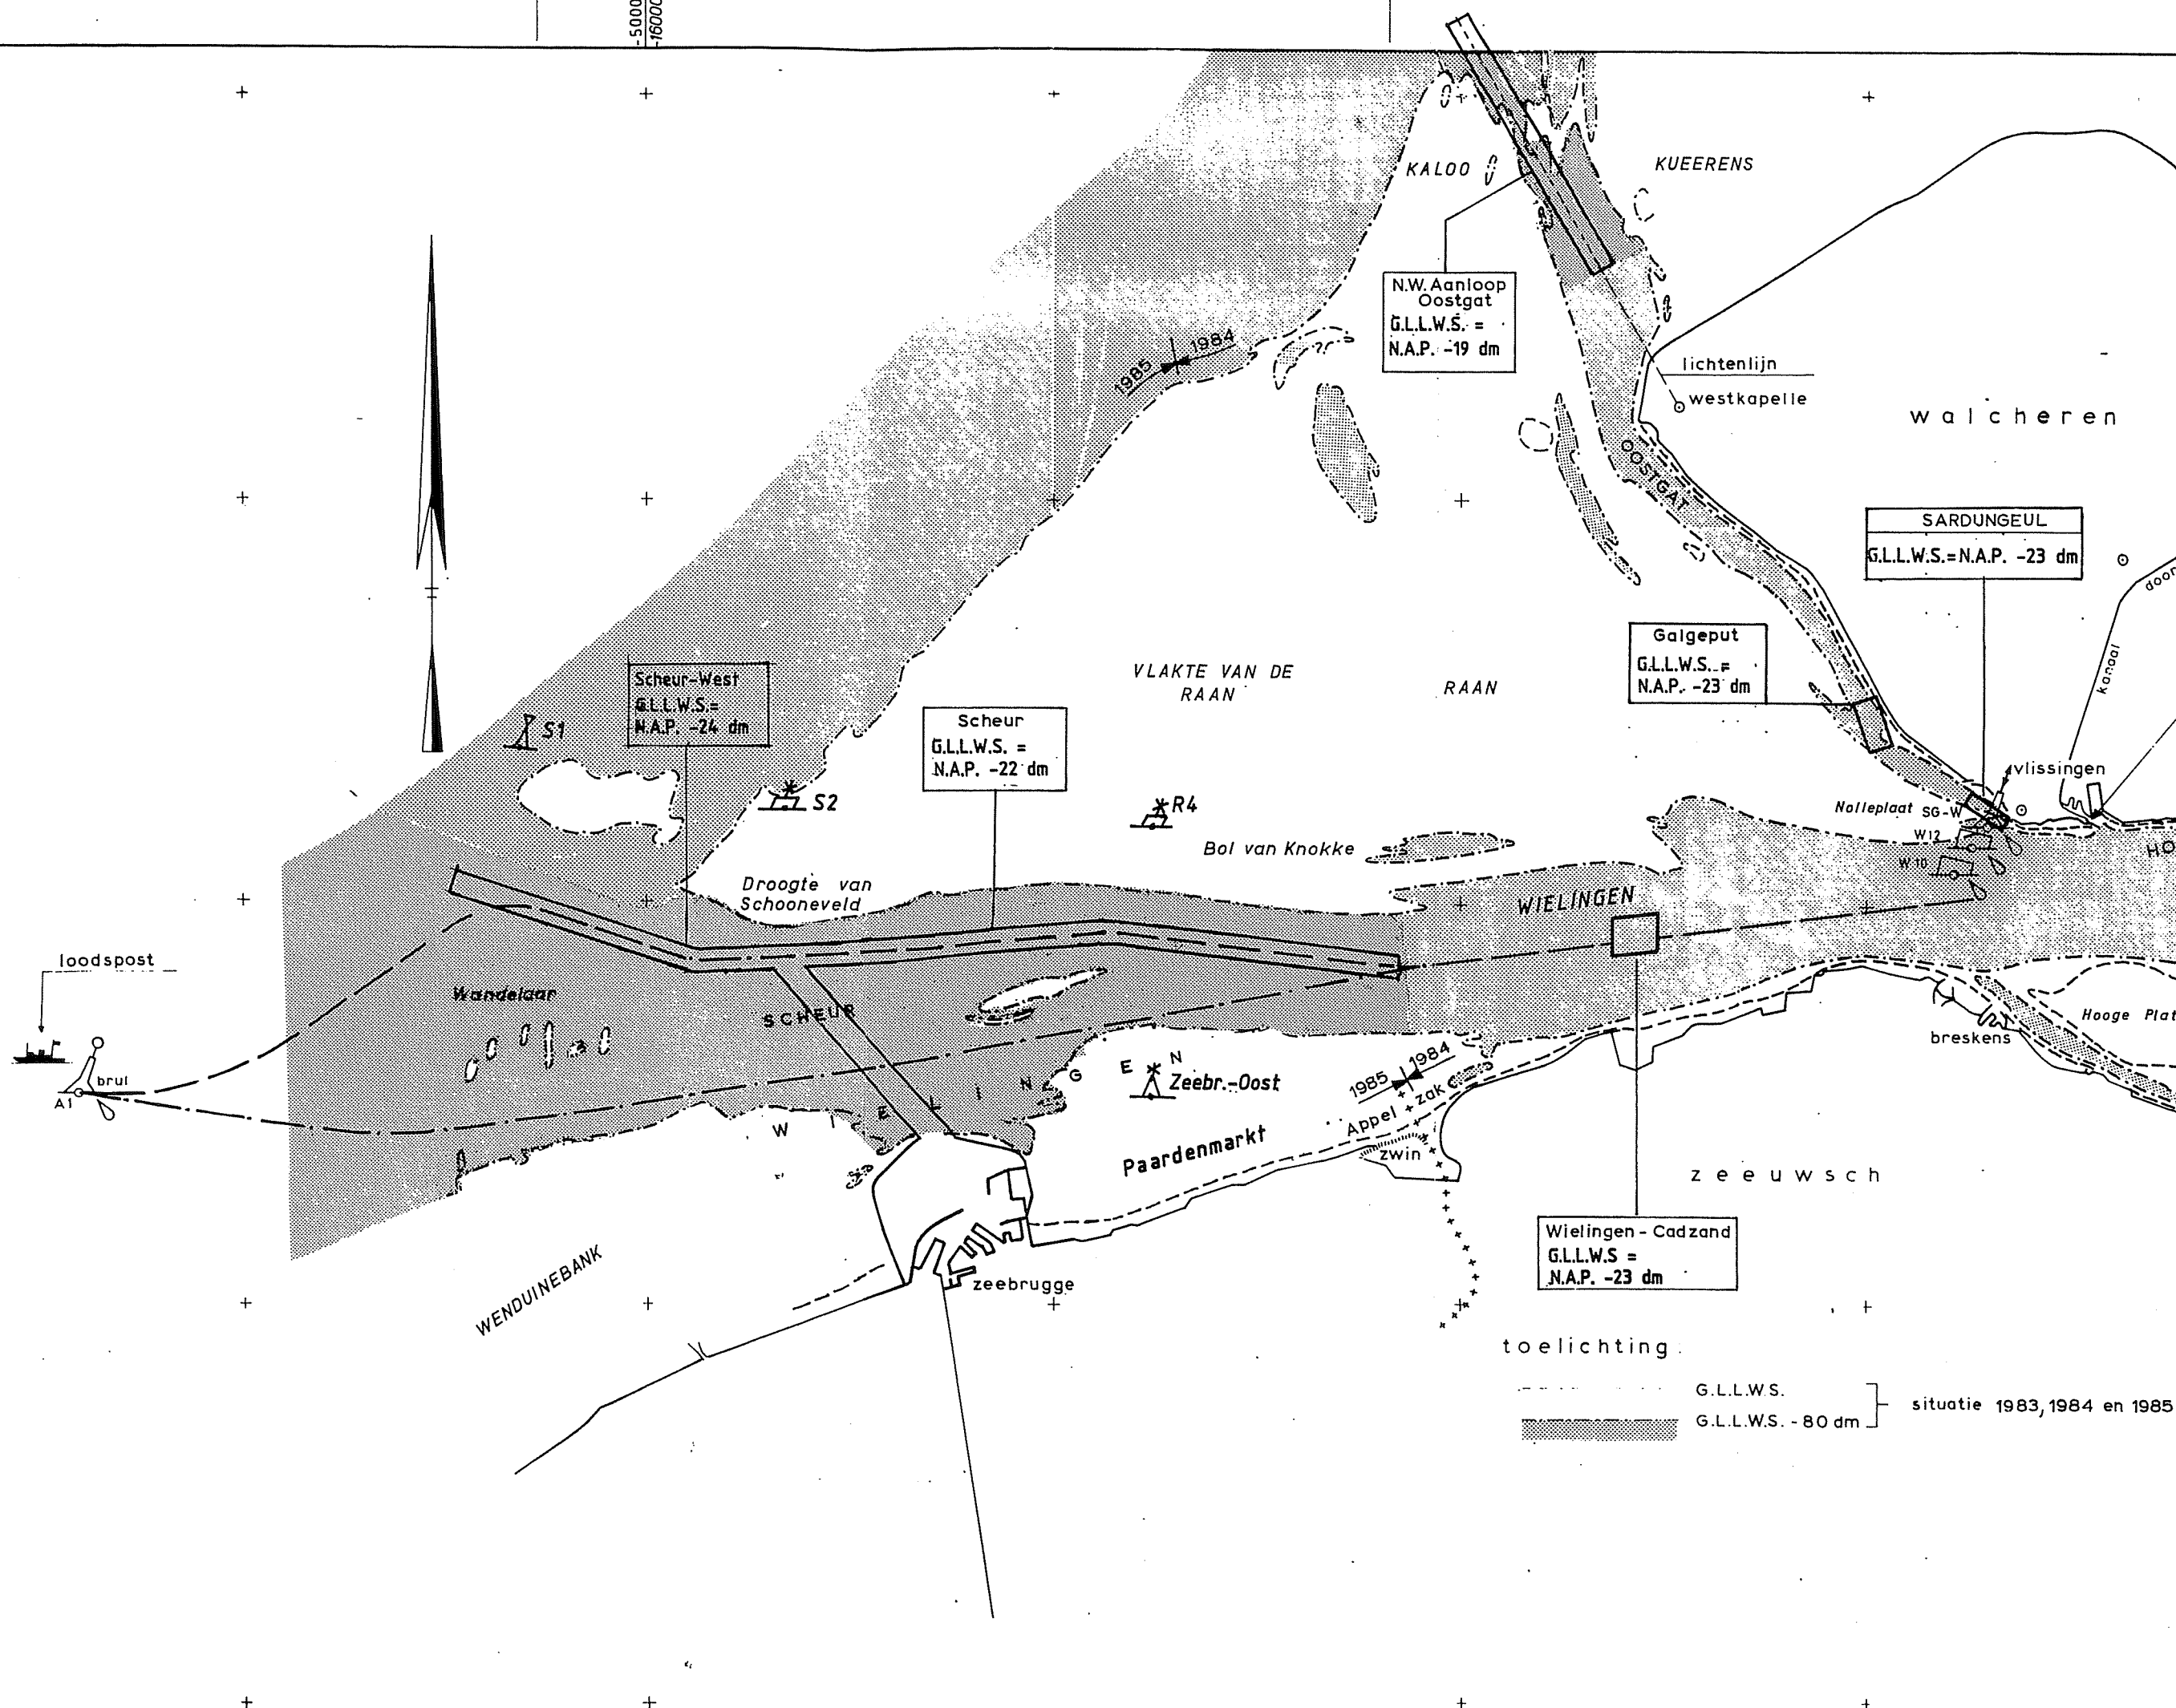 -5000
-16000
KALOO
KUEERENS
N.W. Aanloop
Oostgat
G.L.L.W.S. =
N.A.P. -19 dm
1985
1984
lichtenlijn
westkapelle
walcheren
OOSTGAT
SARDUNGEUL
G.L.L.W.S.=N.A.P. -23 dm
kanaal
door
Galgeput
G.L.L.W.S. =
N.A.P. -23 dm
VLAKTE VAN DE
RAAN
RAAN
Scheur-West
G.L.L.W.S.=
N.A.P. -24 dm
S1
Scheur
G.L.L.W.S. =
N.A.P. -22 dm
S2
R4
vlissingen
Nolleplaat
SG-W
W12
W10
HO
Bol van Knokke
Droogte van
Schooneveld
WIELINGEN
loodspost
Wandelaar
SCHEUR
Hooge Plat
breskens
brul
A1
WIELINGEN
Zeebr.-Oost
1985
1984
Appel zak
Paardenmarkt
zwin
zeeuwsch
WENDUINEBANK
zeebrugge
Wielingen - Cadzand
G.L.L.W.S =
N.A.P. -23 dm
toelichting
G.L.L.W.S.
G.L.L.W.S. - 80 dm
situatie 1983, 1984 en 1985